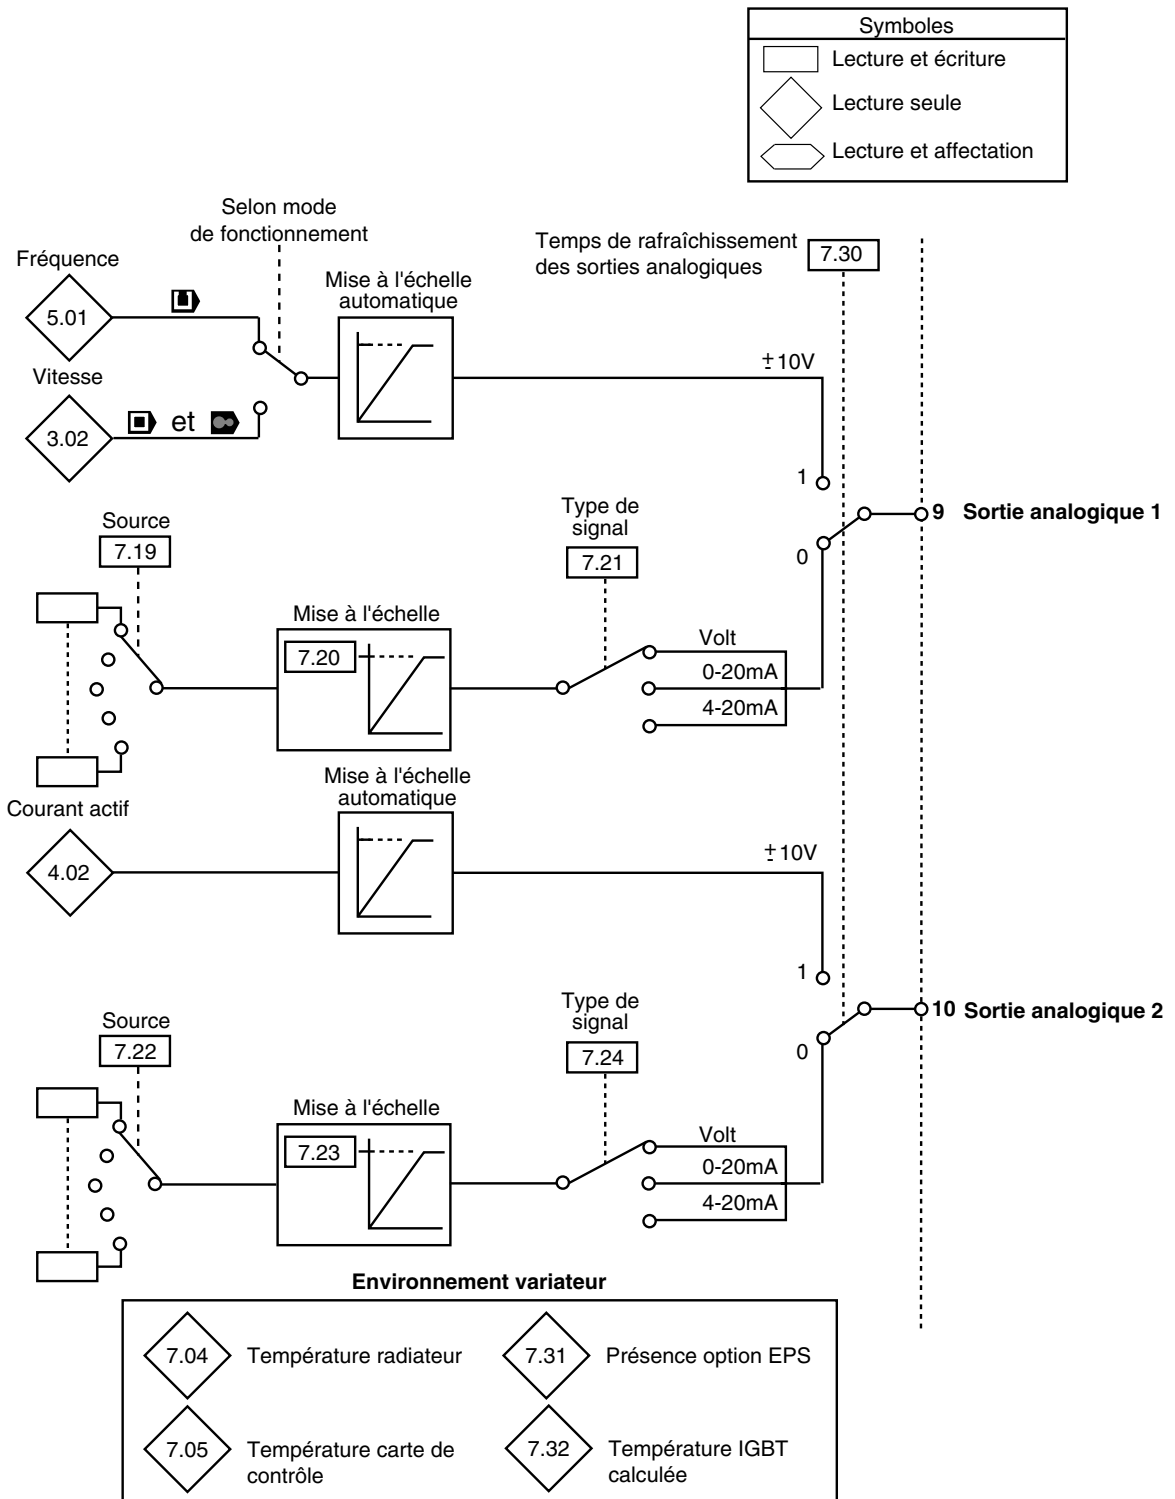 Symboles
Lecture et écriture
Lecture seule
Lecture et affectation
Selon mode
de fonctionnement
Temps de rafraîchissement
des sorties analogiques
7.30
Fréquence
5.01
Mise à l'échelle
automatique
±10V
Vitesse
3.02
et
1
9 Sortie analogique 1
0
Source
7.19
Type de
signal
7.21
Mise à l'échelle
7.20
Volt
0-20mA
4-20mA
Courant actif
4.02
Mise à l'échelle
automatique
±10V
1
10 Sortie analogique 2
0
Source
7.22
Type de
signal
7.24
Mise à l'échelle
7.23
Volt
0-20mA
4-20mA
Environnement variateur
7.04 Température radiateur
7.31 Présence option EPS
7.05 Température carte de
contrôle
7.32 Température IGBT
calculée